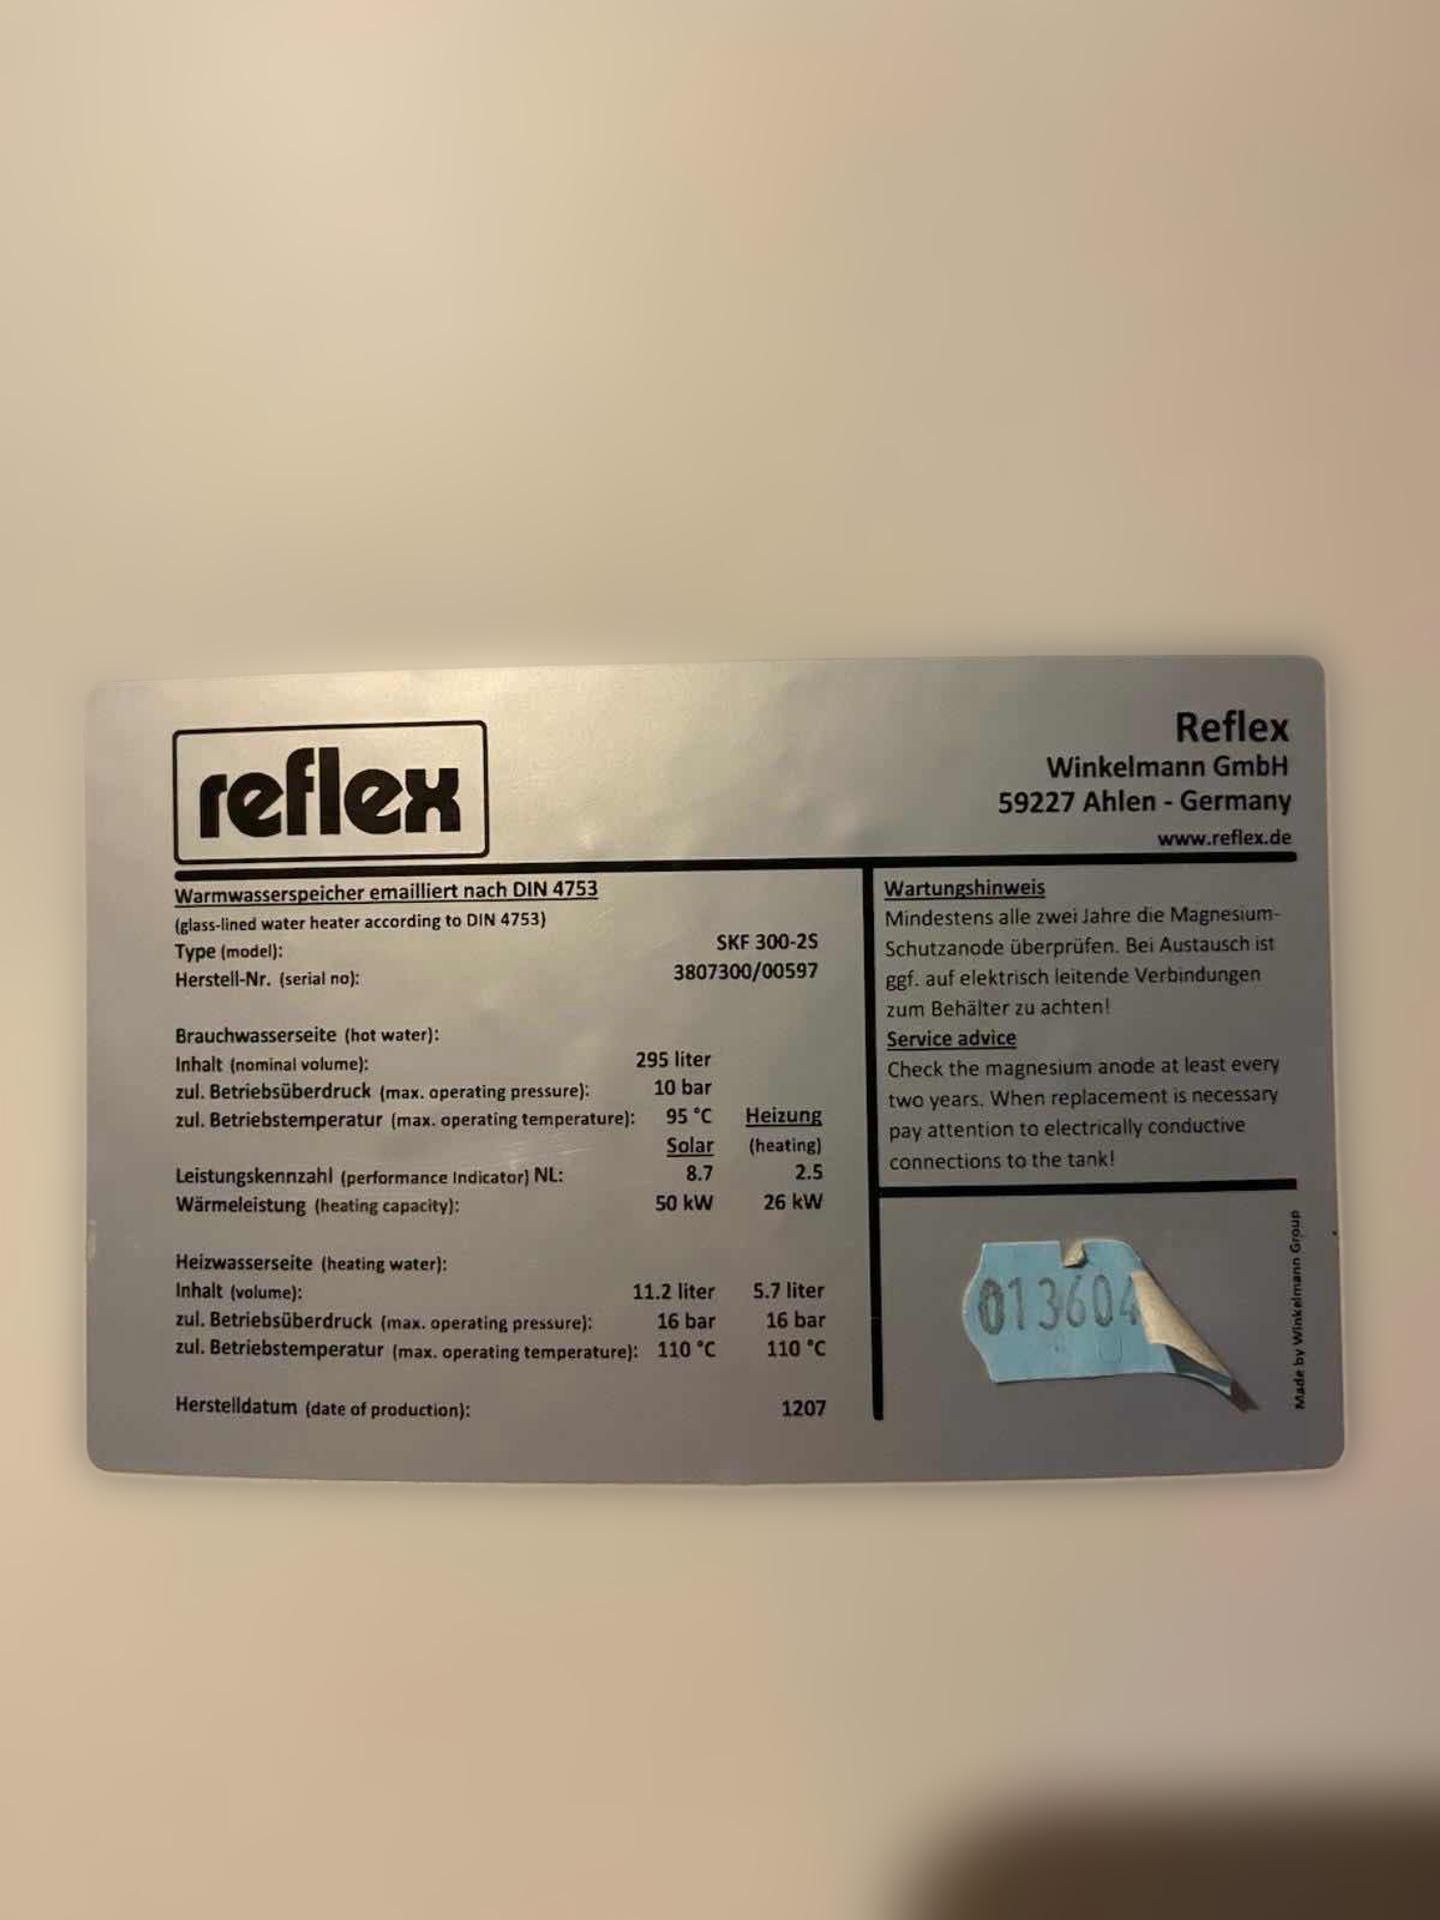 reflex
Reflex
Winkelmann GmbH
59227 Ahlen - Germany
www.reflex.de
Warmwasserspeicher emailliert nach DIN 4753
(glass-lined water heater according to DIN 4753)
Type (model): SKF 300-2S
Herstell-Nr. (serial no): 3807300/00597
Brauchwasserseite (hot water):
Inhalt (nominal volume): 295 liter
zul. Betriebsüberdruck (max. operating pressure): 10 bar
zul. Betriebstemperatur (max. operating temperature): 95 °C Heizung
Solar (heating)
Leistungskennzahl (performance Indicator) NL: 8.7 2.5
Wärmeleistung (heating capacity): 50 kW 26 kW
Heizwasserseite (heating water):
Inhalt (volume): 11.2 liter 5.7 liter
zul. Betriebsüberdruck (max. operating pressure): 16 bar 16 bar
zul. Betriebstemperatur (max. operating temperature): 110 °C 110 °C
Herstelldatum (date of production): 1207
Wartungshinweis
Mindestens alle zwei Jahre die Magnesium-
Schutzanode überprüfen. Bei Austausch ist
ggf. auf elektrisch leitende Verbindungen
zum Behälter zu achten!
Service advice
Check the magnesium anode at least every
two years. When replacement is necessary
pay attention to electrically conductive
connections to the tank!
013604
Made by Winkelmann Group